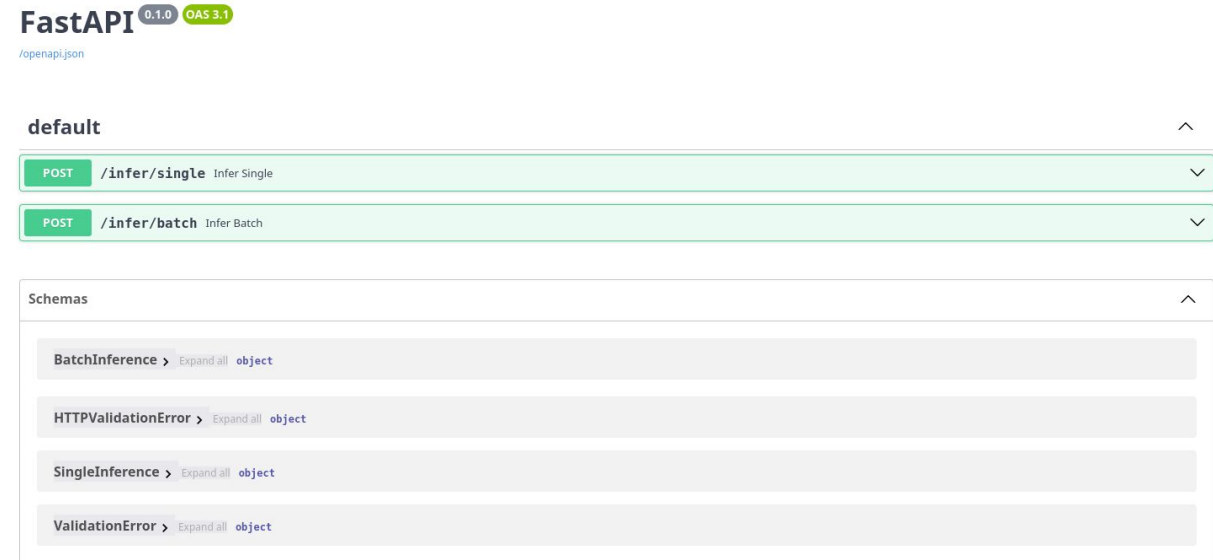 FastAPI 0.1.0 OAS 3.1
/openapi.json
default
POST /infer/single Infer Single
POST /infer/batch Infer Batch
Schemas
BatchInference Expand all object
HTTPValidationError Expand all object
SingleInference Expand all object
ValidationError Expand all object